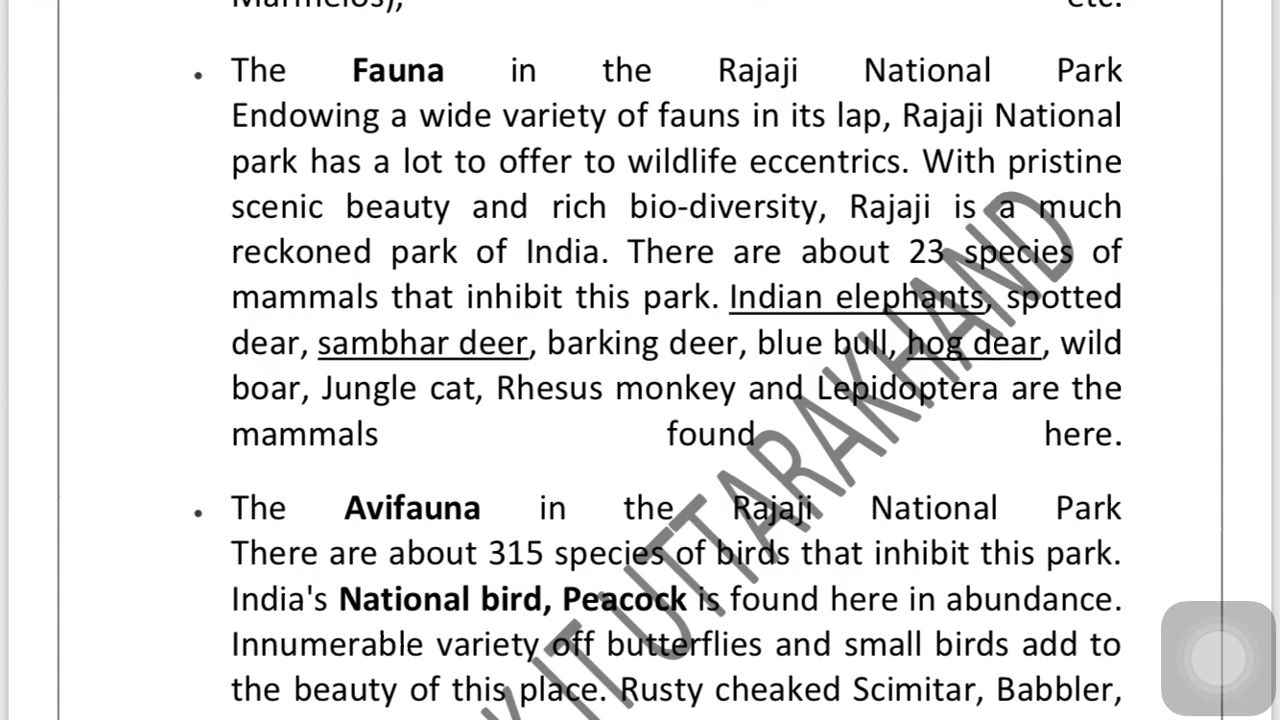 Marmelos), etc.
• The Fauna in the Rajaji National Park
Endowing a wide variety of fauns in its lap, Rajaji National
park has a lot to offer to wildlife eccentrics. With pristine
scenic beauty and rich bio-diversity, Rajaji is a much
reckoned park of India. There are about 23 species of
mammals that inhibit this park. Indian elephants, spotted
dear, sambhar deer, barking deer, blue bull, hog dear, wild
boar, Jungle cat, Rhesus monkey and Lepidoptera are the
mammals found here.
• The Avifauna in the Rajaji National Park
There are about 315 species of birds that inhibit this park.
India's National bird, Peacock is found here in abundance.
Innumerable variety off butterflies and small birds add to
the beauty of this place. Rusty cheaked Scimitar, Babbler,
IT UTTARAKHAND